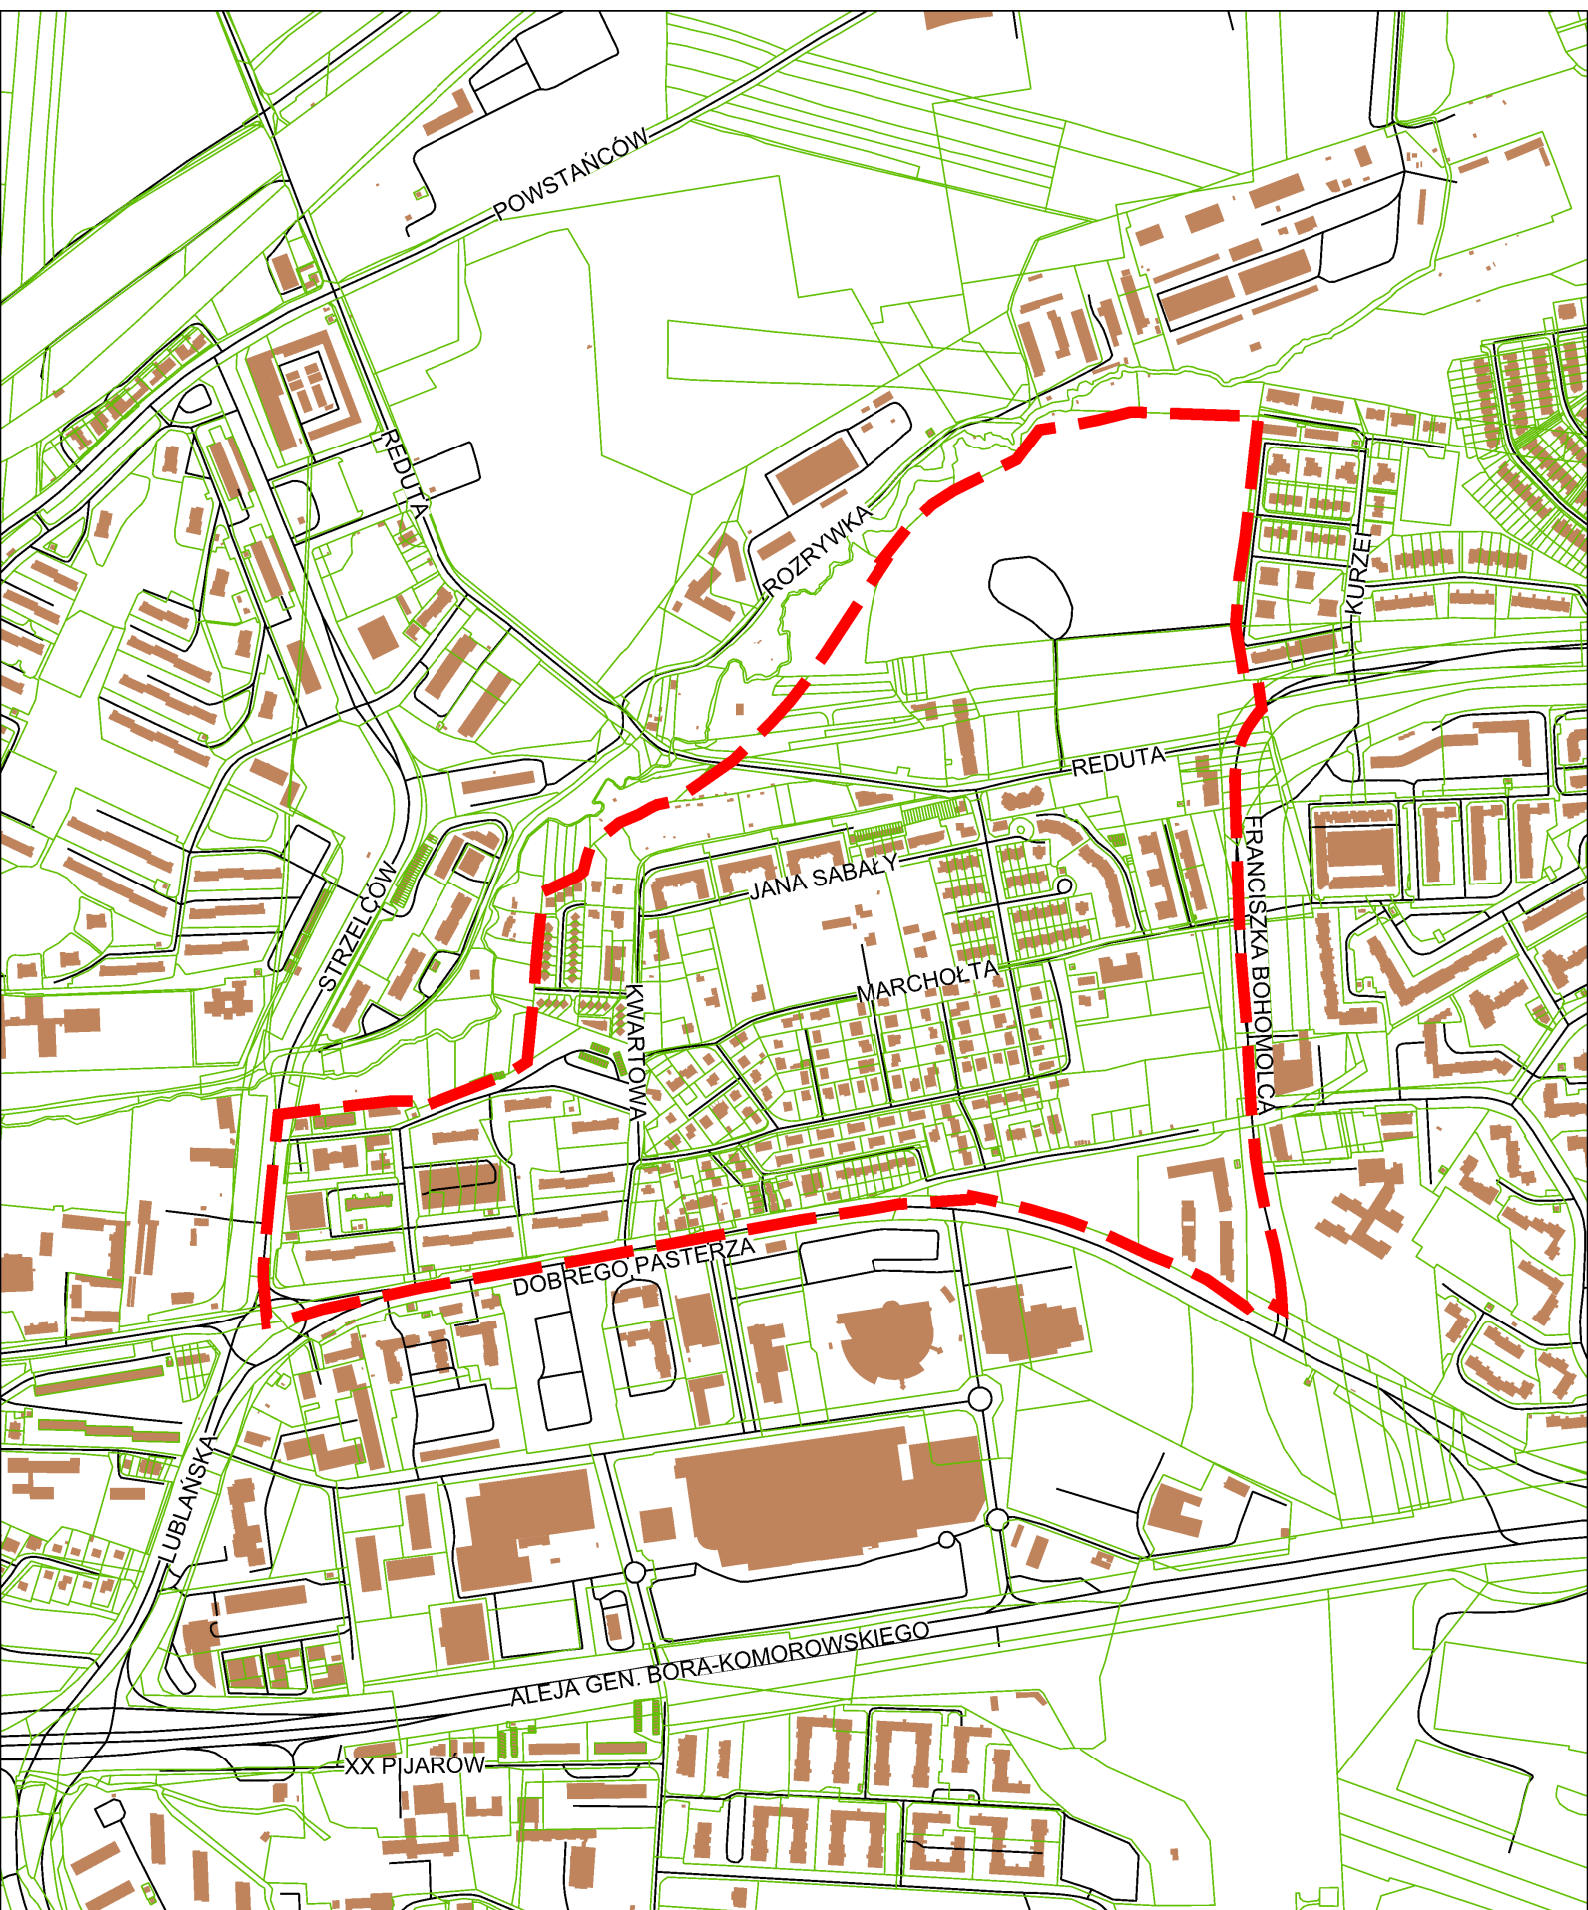 POWSTAŃCÓW
REDUTA
ROZRYWKA
KURZEI
REDUTA
JANA SABAŁY
STRZELCÓW
FRANCISZKA BOHOMOLCA
MARCHOŁTA
KWARTOWA
DOBREGO PASTERZA
LUBLAŃSKA
ALEJA GEN. BORA-KOMOROWSKIEGO
XX PIJARÓW